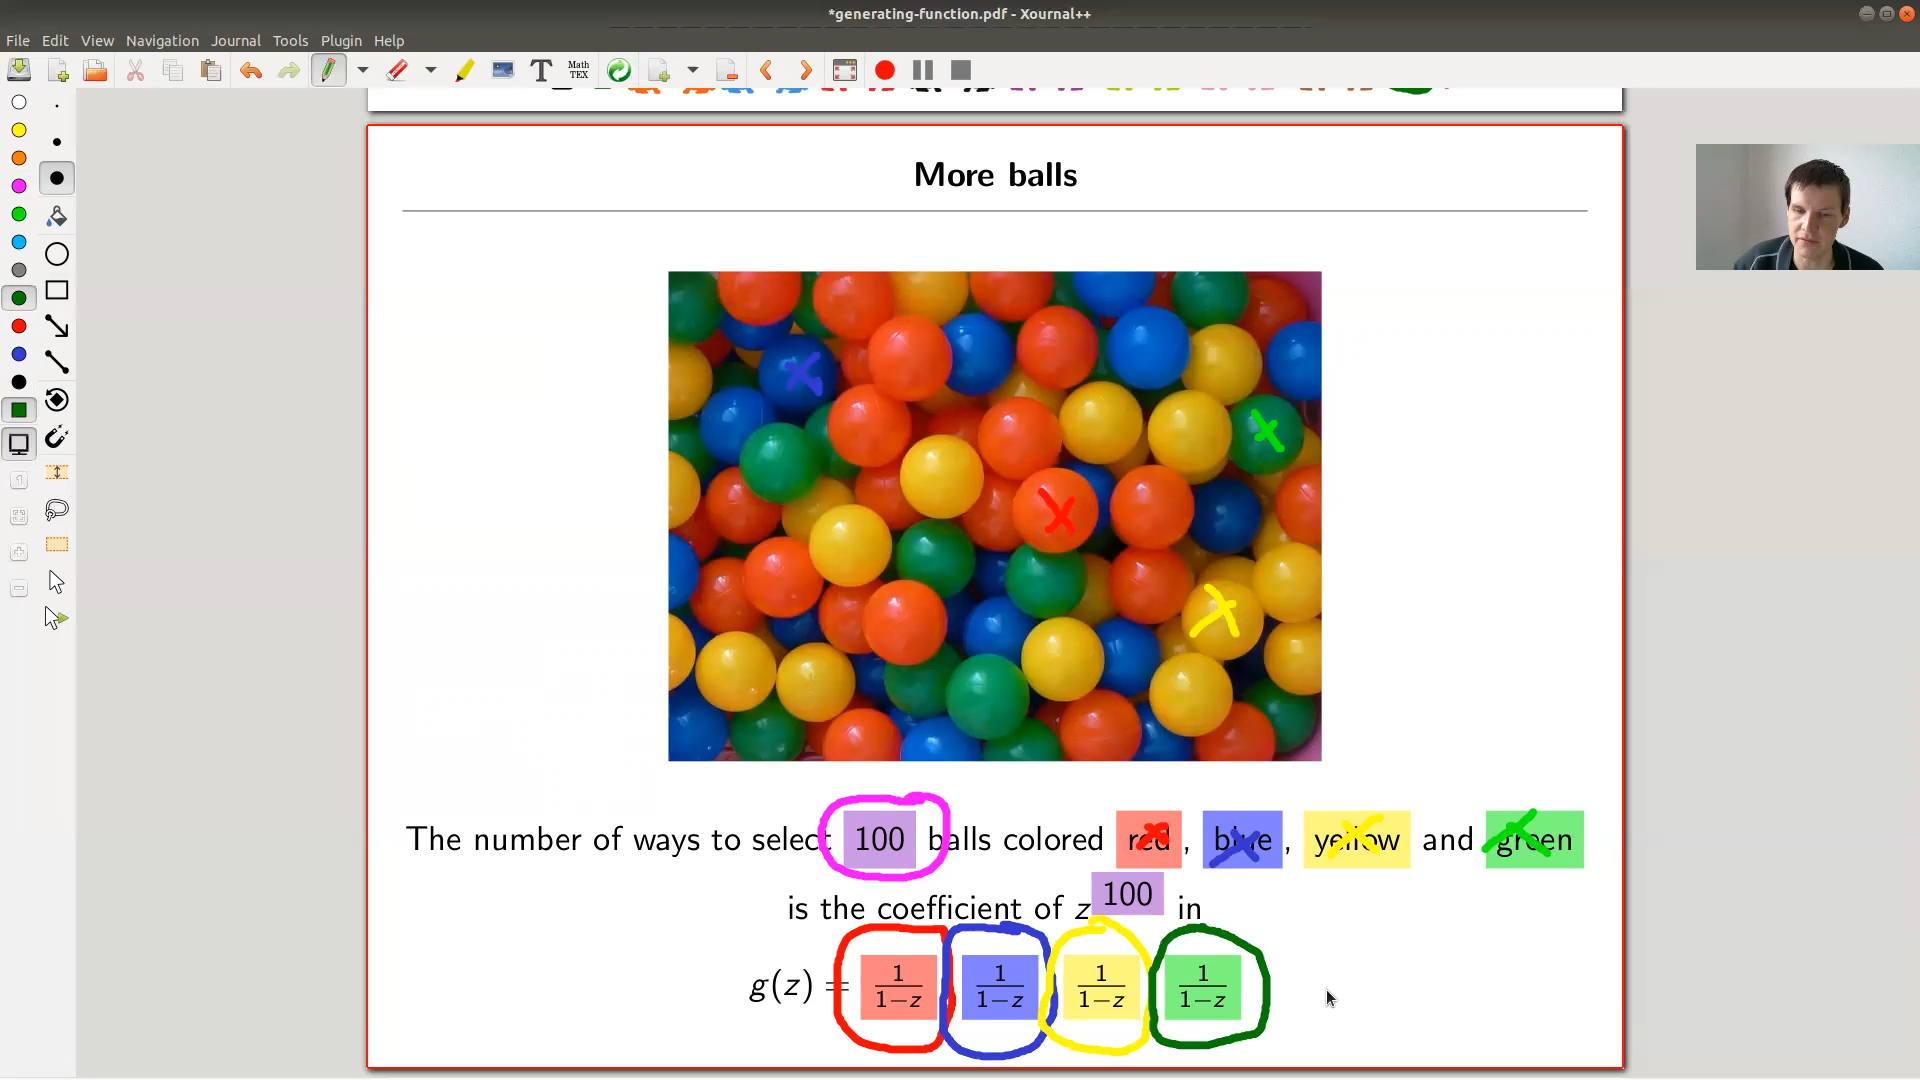 *generating-function.pdf - Xournal++
File Edit View Navigation Journal Tools Plugin Help
Math
TEX
More balls
The number of ways to select 100 balls colored red, blue, yellow and green
is the coefficient of z^100 in
g(z) = 1/(1−z) 1/(1−z) 1/(1−z) 1/(1−z)